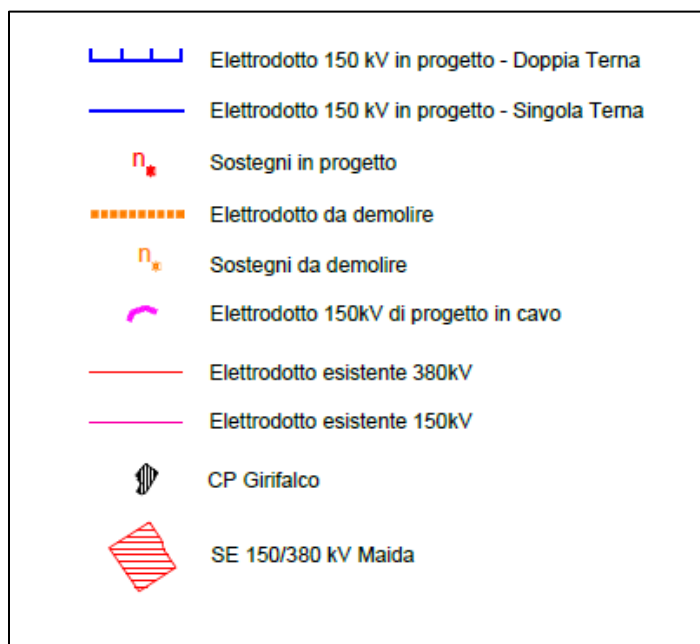 Elettrodotto 150 kV in progetto - Doppia Terna
Elettrodotto 150 kV in progetto - Singola Terna
n Sostegni in progetto
Elettrodotto da demolire
n Sostegni da demolire
Elettrodotto 150kV di progetto in cavo
Elettrodotto esistente 380kV
Elettrodotto esistente 150kV
CP Girifalco
SE 150/380 kV Maida